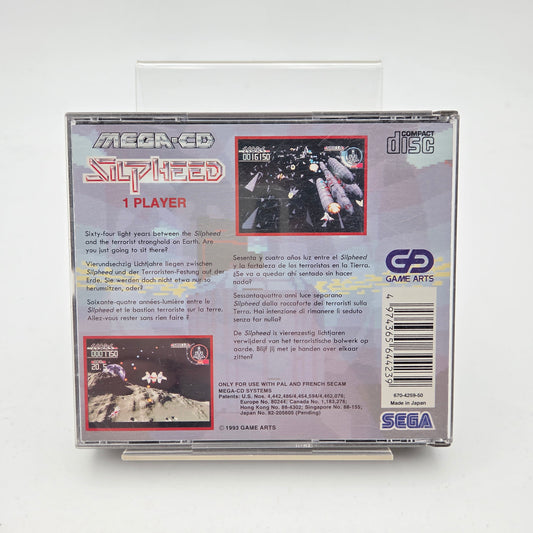 MEGA-CD
SILPHEED
1 PLAYER
COMPACT
disc
0016150
Sixty-four light years between the Silpheed
and the terrorist stronghold on Earth. Are
you just going to sit there?
Vierundsechzig Lichtjahre liegen zwischen
Silpheed und der Terroristen-Festung auf der
Erde. Sie werden doch nicht etwa nur so
herumsitzen, oder?
Soixante-quatre années-lumière entre le
Silpheed et le bastion terroriste sur la terre.
Allez-vous rester sans rien faire ?
Sesenta y cuatro años luz entre el Silpheed
y la fortaleza de los terroristas en la Tierra.
¿Se va a quedar ahí sentado sin hacer
nada?
Sessantaquattro anni luce separano
Silpheed dalla roccaforte dei terroristi sulla
Terra. Hai intenzione di rimanere lì seduto
senza far nulla?
De Silpheed is vierenzestig lichtjaren
verwijderd van het terroristische bolwerk op
aarde. Blijf jij met je handen over elkaar
zitten?
GAME ARTS
4974365644239
670-4259-50
Made in Japan
SEGA
0007750
20
ONLY FOR USE WITH PAL AND FRENCH SECAM
MEGA-CD SYSTEMS
Patents: U.S. Nos. 4,442,486/4,454,594/4,462,076;
Europe No. 80244; Canada No. 1,183,276;
Hong Kong No. 88-4302; Singapore No. 88-155;
Japan No. 82-205605 (Pending)
© 1993 GAME ARTS